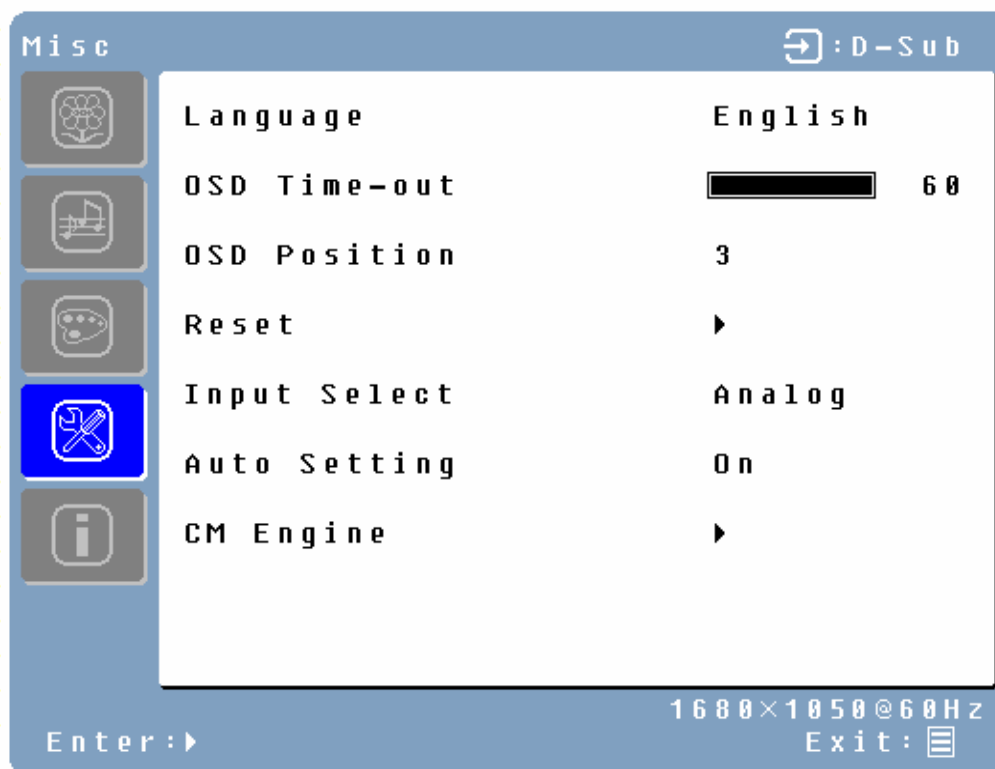 Misc :D-Sub
Language English
OSD Time-out 60
OSD Position 3
Reset
Input Select Analog
Auto Setting On
CM Engine
1680×1050@60Hz
Enter: Exit: